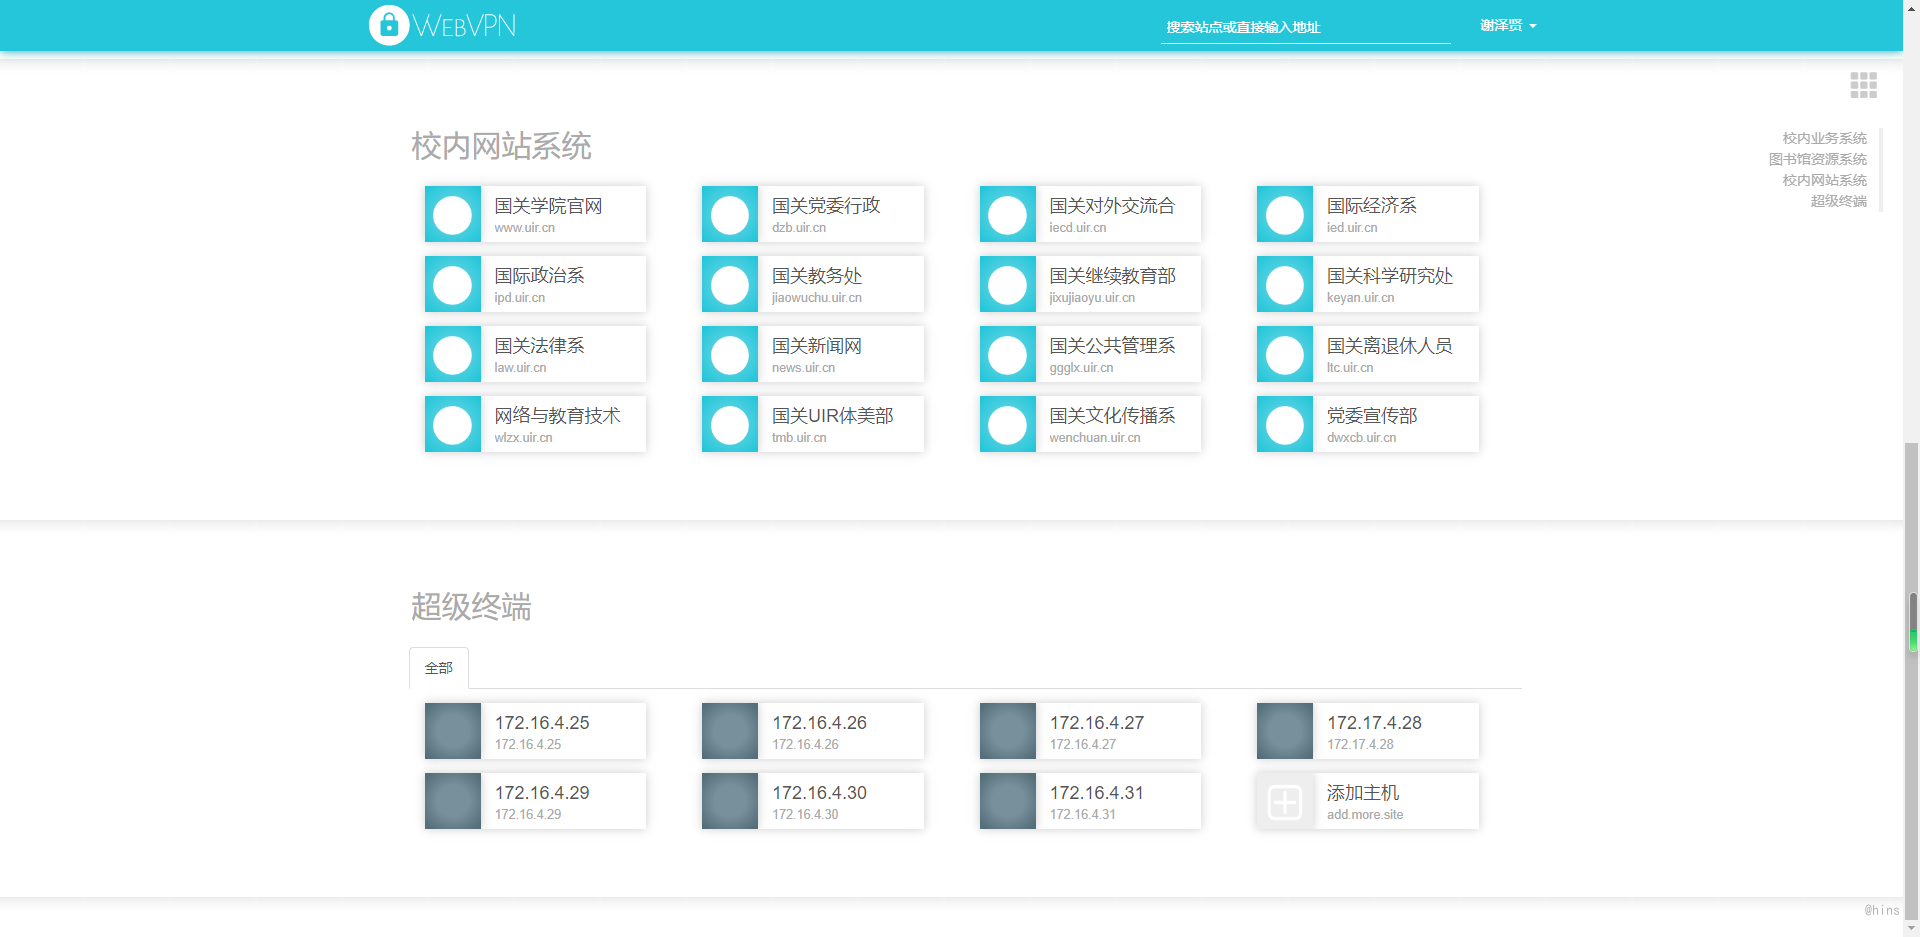 WEBVPN
搜索站点或直接输入地址
谢泽贤
校内业务系统
图书馆资源系统
校内网站系统
超级终端
校内网站系统
国关学院官网
www.uir.cn
国关党委行政
dzb.uir.cn
国关对外交流合
iecd.uir.cn
国际经济系
ied.uir.cn
国际政治系
ipd.uir.cn
国关教务处
jiaowuchu.uir.cn
国关继续教育部
jixujiaoyu.uir.cn
国关科学研究处
keyan.uir.cn
国关法律系
law.uir.cn
国关新闻网
news.uir.cn
国关公共管理系
ggglx.uir.cn
国关离退休人员
ltc.uir.cn
网络与教育技术
wlzx.uir.cn
国关UIR体美部
tmb.uir.cn
国关文化传播系
wenchuan.uir.cn
党委宣传部
dwxcb.uir.cn
超级终端
全部
172.16.4.25
172.16.4.25
172.16.4.26
172.16.4.26
172.16.4.27
172.16.4.27
172.17.4.28
172.17.4.28
172.16.4.29
172.16.4.29
172.16.4.30
172.16.4.30
172.16.4.31
172.16.4.31
添加主机
add.more.site
@hins